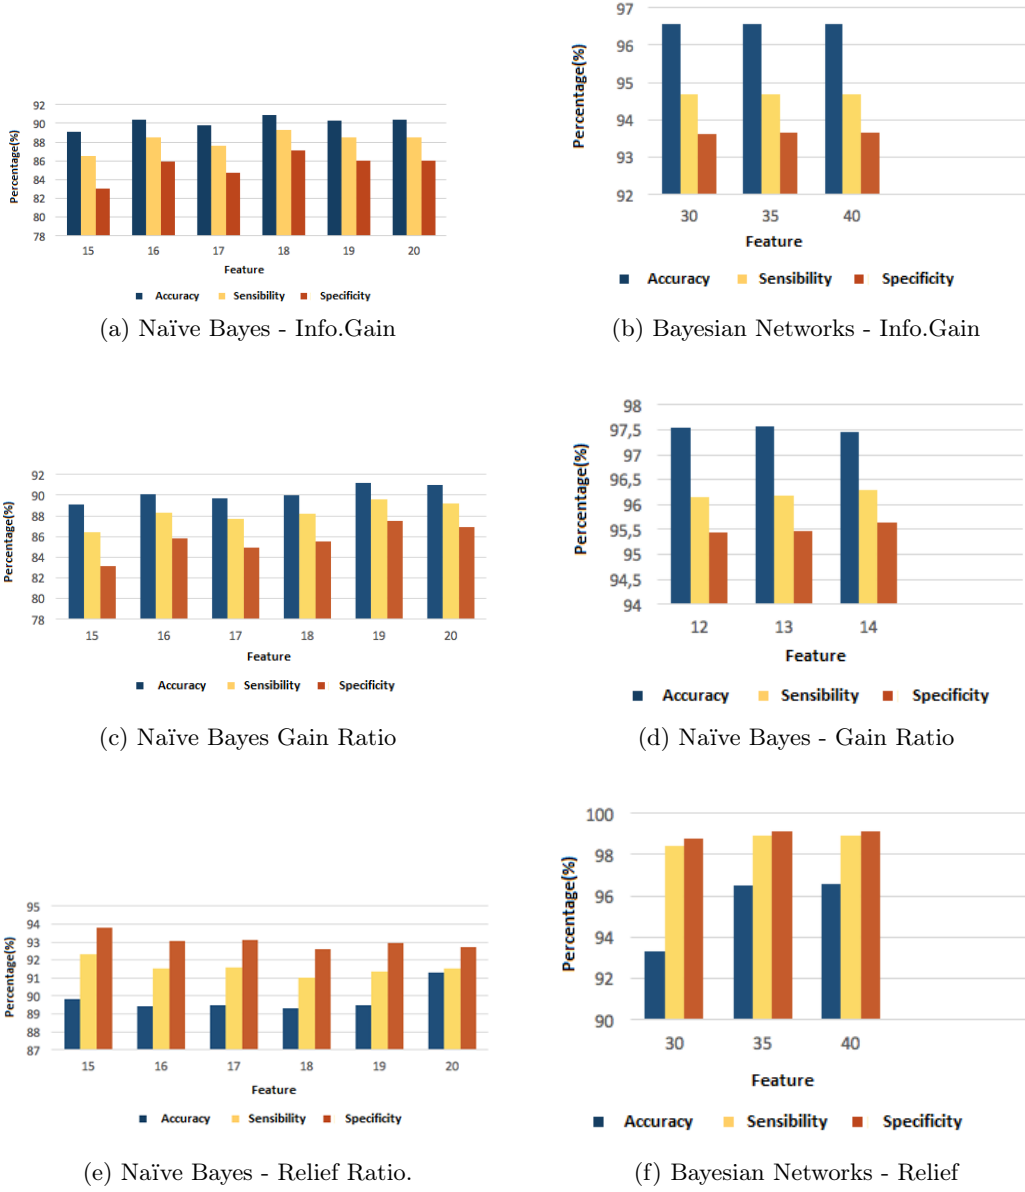 92
90
88
86
84
82
80
78
Percentage(%)
15 16 17 18 19 20
Feature
Accuracy Sensibility Specificity
(a) Naïve Bayes - Info.Gain
97
96
95
94
93
92
Percentage(%)
30 35 40
Feature
Accuracy Sensibility Specificity
(b) Bayesian Networks - Info.Gain
92
90
88
86
84
82
80
78
Percentage(%)
15 16 17 18 19 20
Feature
Accuracy Sensibility Specificity
(c) Naïve Bayes Gain Ratio
98
97,5
97
96,5
96
95,5
95
94,5
94
Percentage(%)
12 13 14
Feature
Accuracy Sensibility Specificity
(d) Naïve Bayes - Gain Ratio
95
94
93
92
91
90
89
88
87
Percentage(%)
15 16 17 18 19 20
Feature
Accuracy Sensibility Specificity
(e) Naïve Bayes - Relief Ratio.
100
98
96
94
92
90
Percentage(%)
30 35 40
Feature
Accuracy Sensibility Specificity
(f) Bayesian Networks - Relief